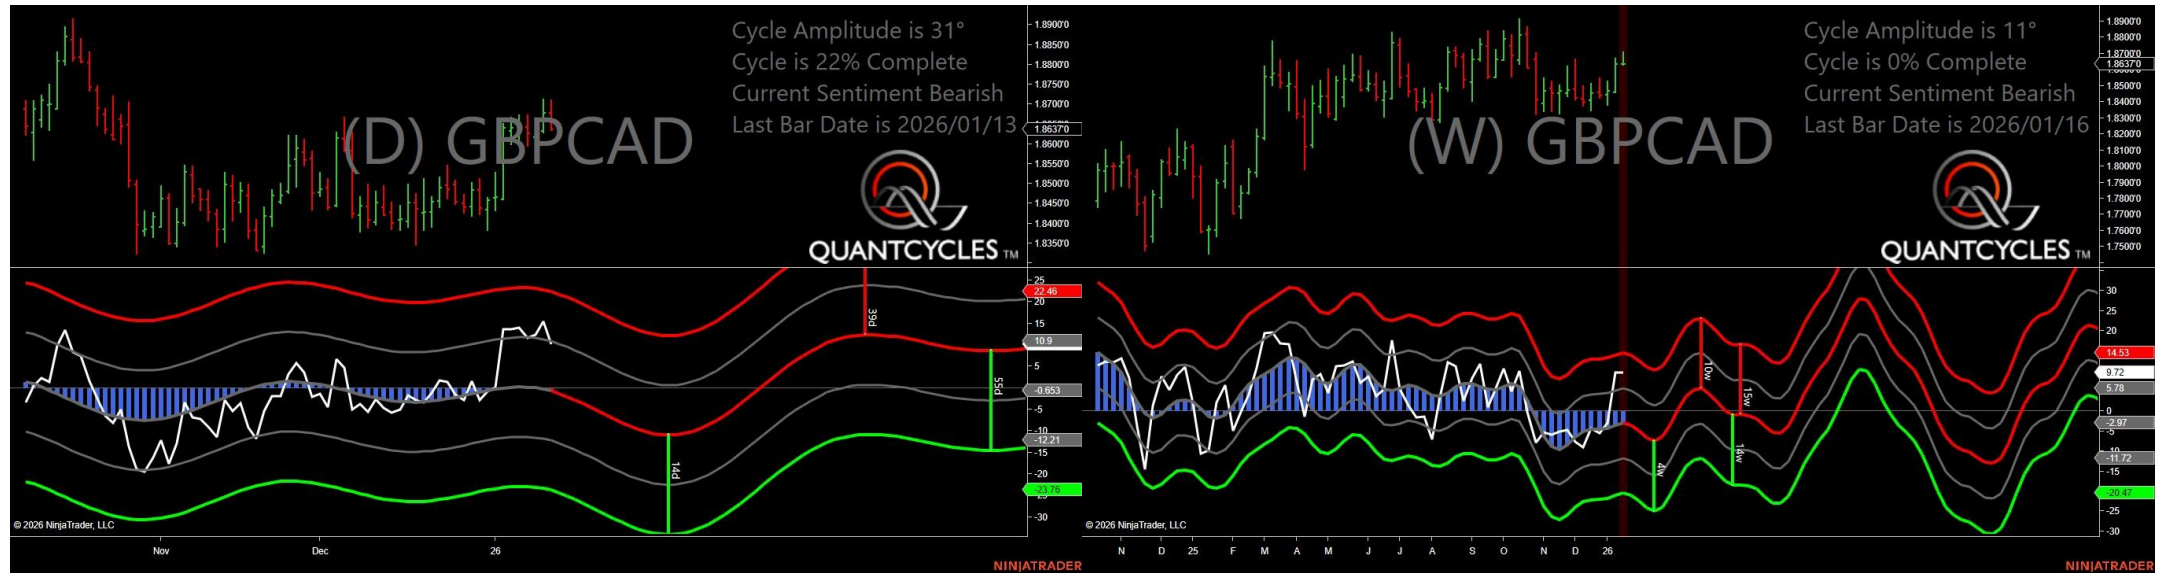 Cycle Amplitude is 31°
Cycle is 22% Complete
Current Sentiment Bearish
Last Bar Date is 2026/01/13
(D) GBPCAD
QUANTCYCLES TM
1.8900'0
1.8850'0
1.8800'0
1.8750'0
1.8700'0
1.8637'0
1.8600'0
1.8550'0
1.8500'0
1.8450'0
1.8400'0
1.8350'0
25
22.46
20
15
10.9
5
-0.653
-5
-10
-12.21
-15
-20
-23.76
-30
39d
55d
14d
© 2026 NinjaTrader, LLC
Nov
Dec
26
NINJATRADER
Cycle Amplitude is 11°
Cycle is 0% Complete
Current Sentiment Bearish
Last Bar Date is 2026/01/16
(W) GBPCAD
QUANTCYCLES TM
1.8900'0
1.8800'0
1.8700'0
1.8637'0
1.8500'0
1.8400'0
1.8300'0
1.8200'0
1.8100'0
1.8000'0
1.7900'0
1.7800'0
1.7700'0
1.7600'0
1.7500'0
30
25
20
14.53
9.72
5.78
0
-2.97
-5
-11.72
-15
-20.47
-25
-30
10w
15w
4w
14w
© 2026 NinjaTrader, LLC
N
D
25
F
M
A
M
J
J
A
S
O
N
D
26
NINJATRADER